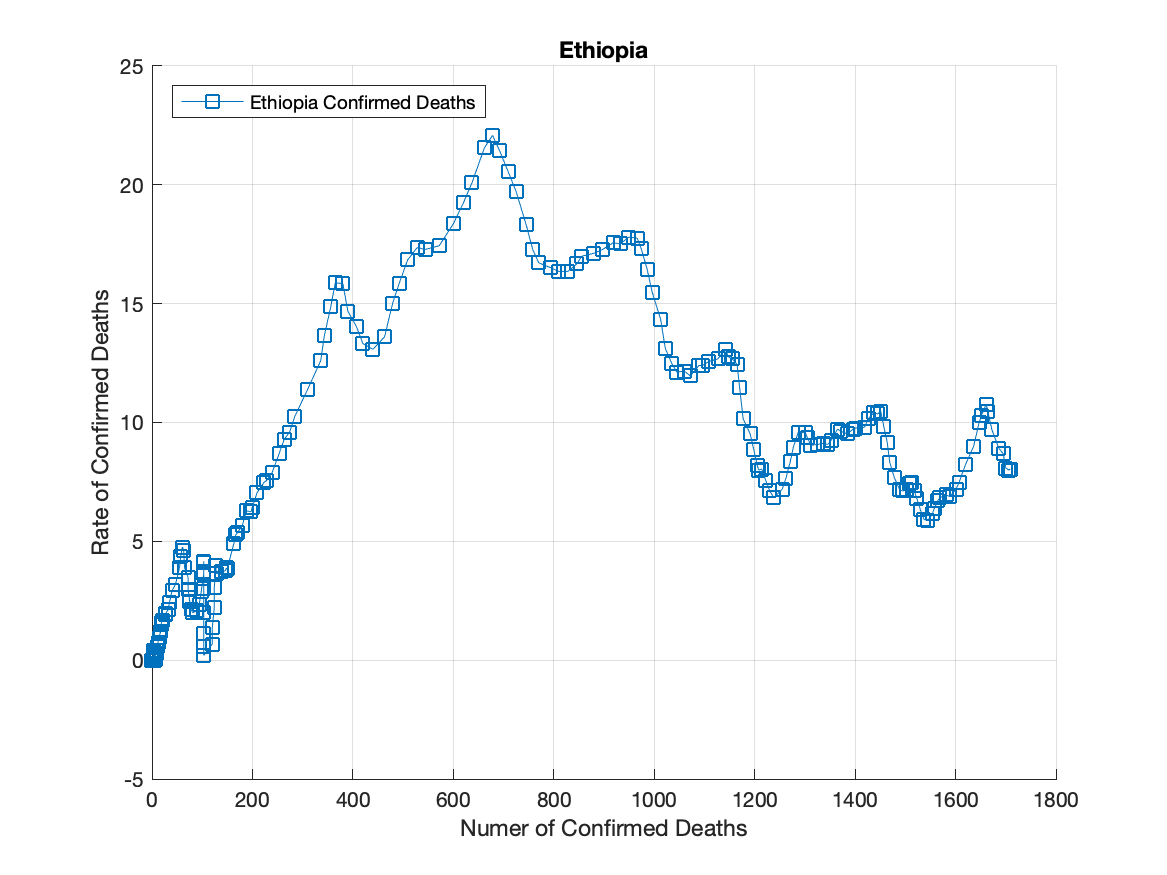 Ethiopia
Ethiopia Confirmed Deaths
25
20
15
10
5
0
-5
Rate of Confirmed Deaths
0 200 400 600 800 1000 1200 1400 1600 1800
Numer of Confirmed Deaths